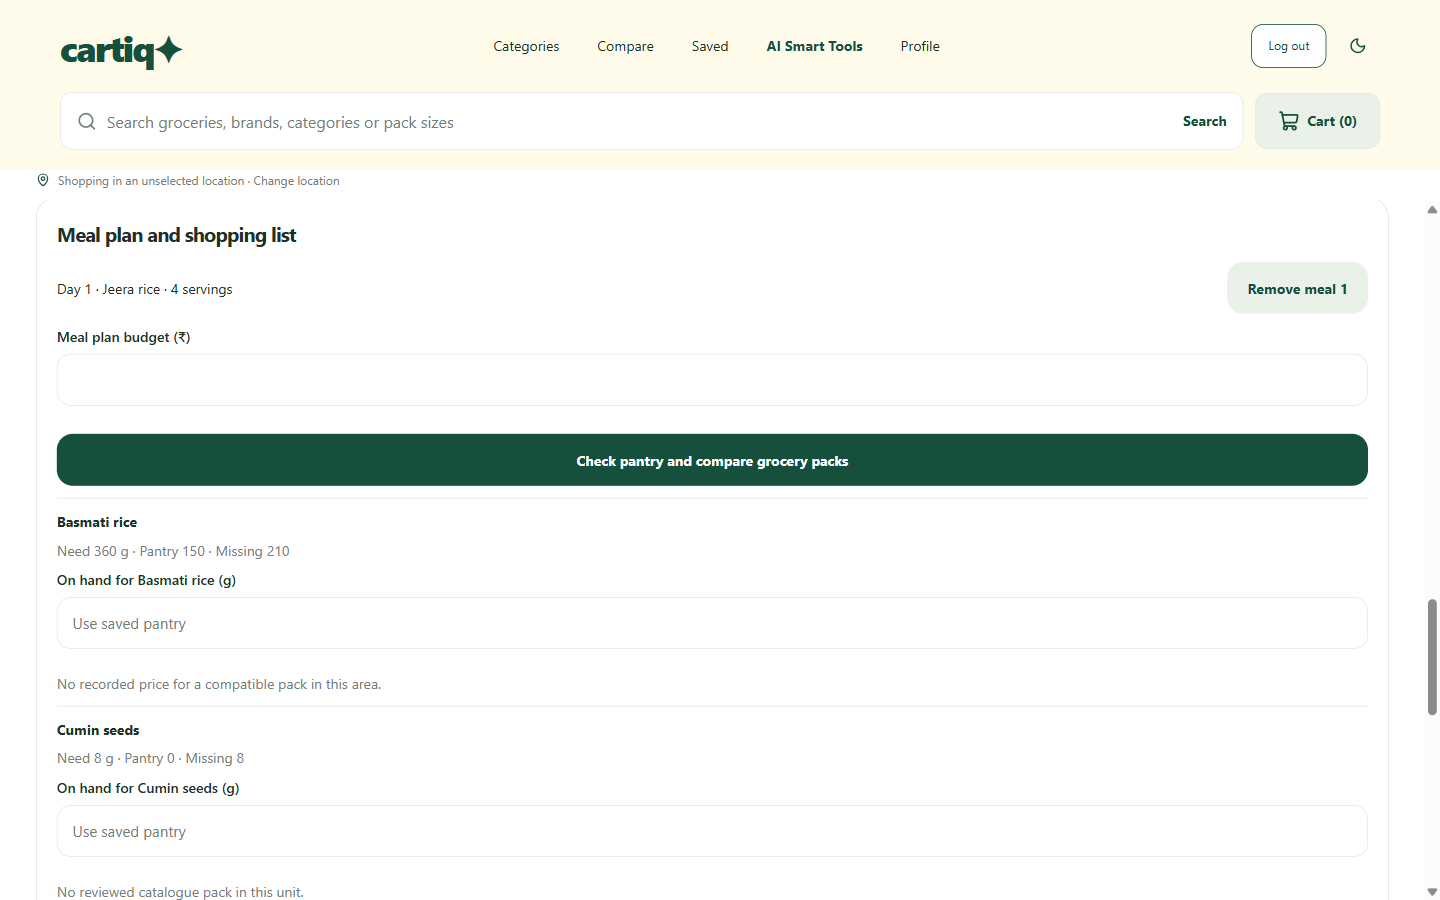 cartiq
Categories Compare Saved AI Smart Tools Profile Log out
Search groceries, brands, categories or pack sizes Search Cart (0)
Shopping in an unselected location · Change location
Meal plan and shopping list
Day 1 · Jeera rice · 4 servings Remove meal 1
Meal plan budget (₹)
Check pantry and compare grocery packs
Basmati rice
Need 360 g · Pantry 150 · Missing 210
On hand for Basmati rice (g)
Use saved pantry
No recorded price for a compatible pack in this area.
Cumin seeds
Need 8 g · Pantry 0 · Missing 8
On hand for Cumin seeds (g)
Use saved pantry
No reviewed catalogue pack in this unit.